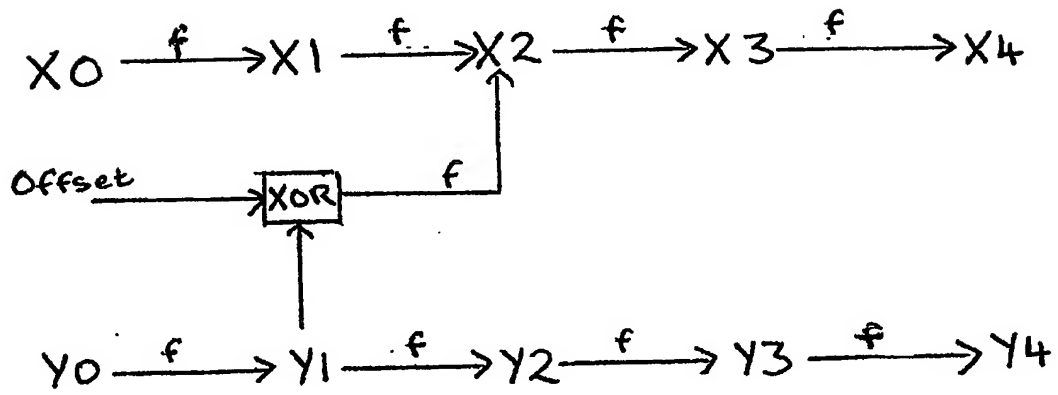 f f f f
X0 X1 X2 X3 X4
Offset XOR f
f f f f
Y0 Y1 Y2 Y3 Y4